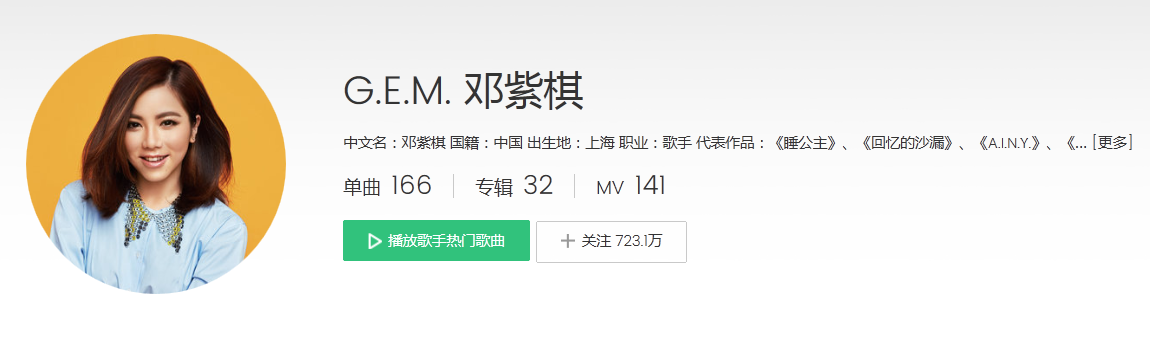 G.E.M. 邓紫棋
中文名：邓紫棋 国籍：中国 出生地：上海 职业：歌手 代表作品：《睡公主》、《回忆的沙漏》、《A.I.N.Y.》、《... [更多]
单曲 166 专辑 32 MV 141
播放歌手热门歌曲 关注 723.1万